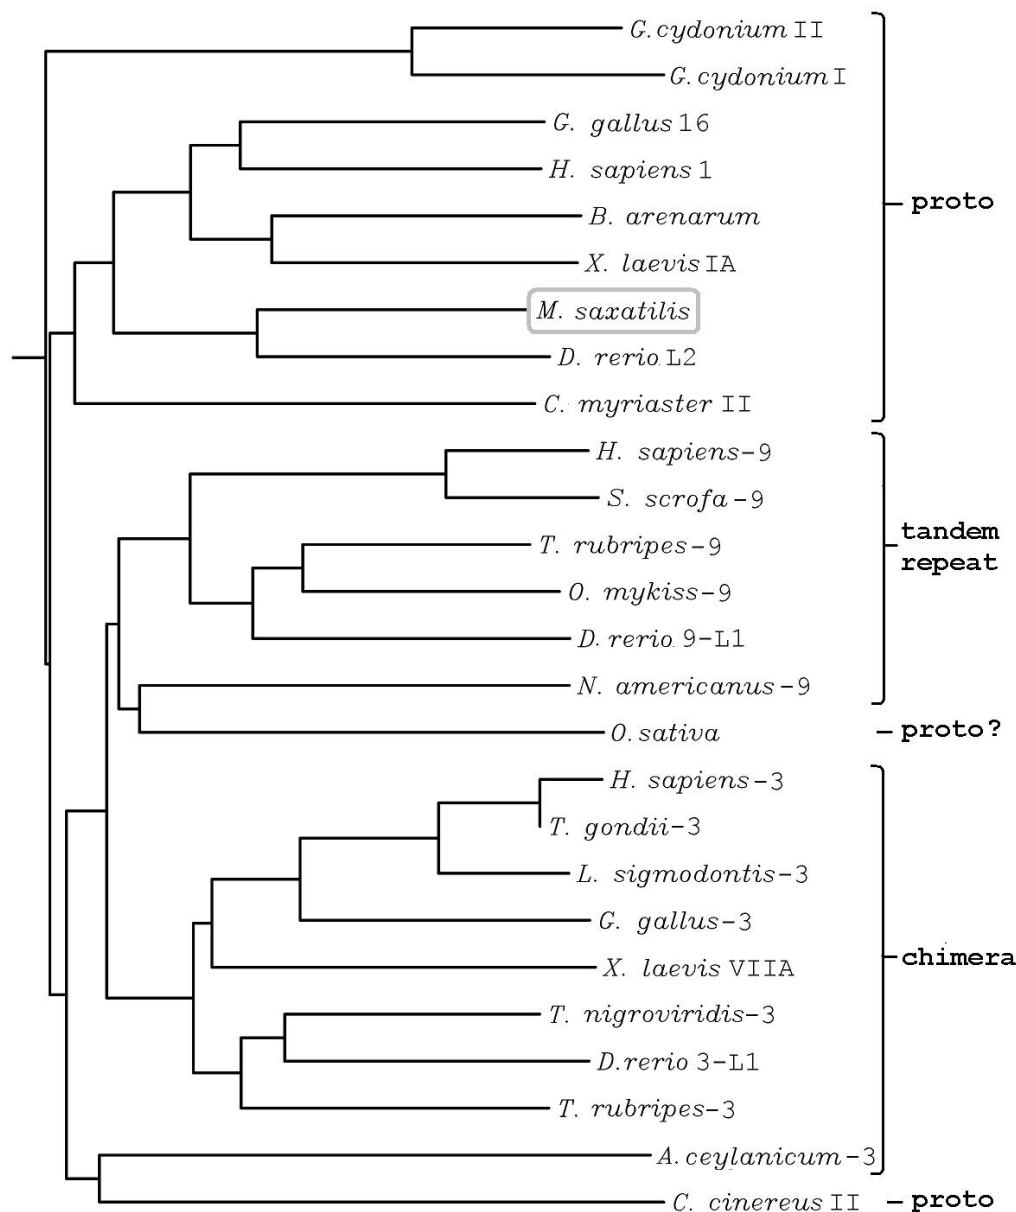 G. cydonium II
G. cydonium I
G. gallus 16
H. sapiens 1
proto
B. arenarum
X. laevis IA
M. saxatilis
D. rerio L2
C. myriaster II
H. sapiens-9
S. scrofa-9
tandem
repeat
T. rubripes-9
O. mykiss-9
D. rerio 9-L1
N. americanus-9
O. sativa
proto?
H. sapiens-3
T. gondii-3
L. sigmodontis-3
G. gallus-3
chimera
X. laevis VIIA
T. nigroviridis-3
D. rerio 3-L1
T. rubripes-3
A. ceylanicum-3
C. cinereus II
proto